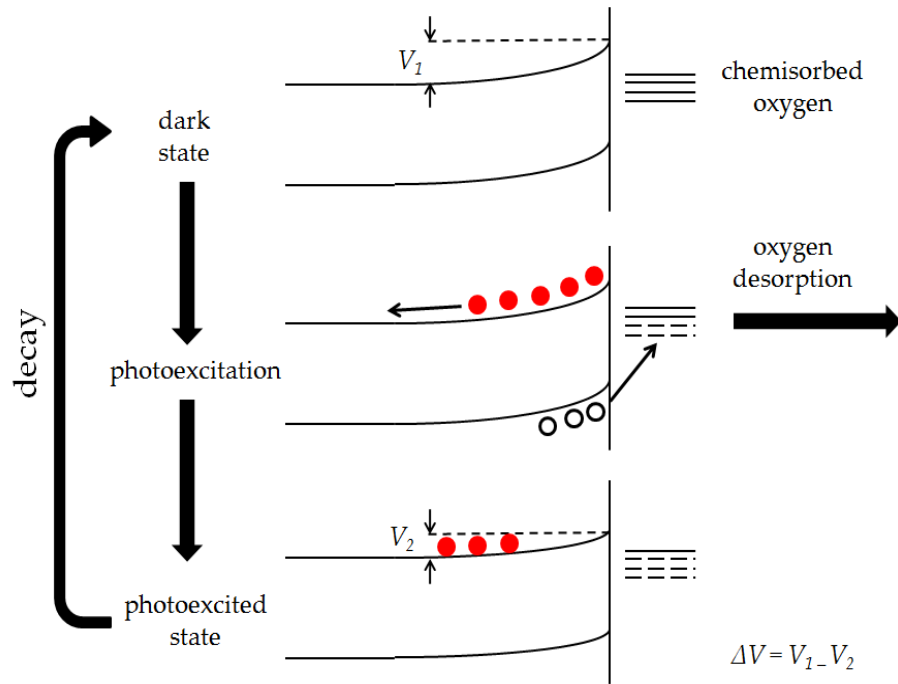 V1
chemisorbed
oxygen
dark
state
oxygen
desorption
decay
photoexcitation
V2
photoexcited
state
ΔV = V1 – V2